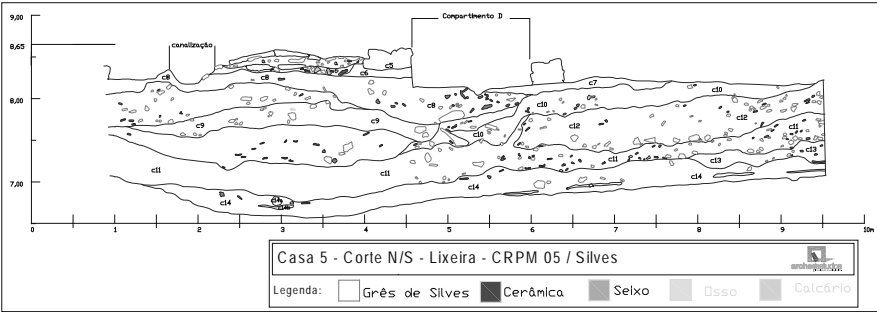 9,00
Compartimento D
8,65
canalização
c5
c6
c8
c8
c7
c10
8,00
c8
c10
c12
c9
c9
c10
c12
c11
c13
c11
c11
c11
c13
7,00
c14
c14
c14
c14
0 1 2 3 4 5 6 7 8 9 10m
Casa 5 - Corte N/S - Lixeira - CRPM 05 / Silves
Legenda: Grês de Silves Cerâmica Seixo Osso Calcário